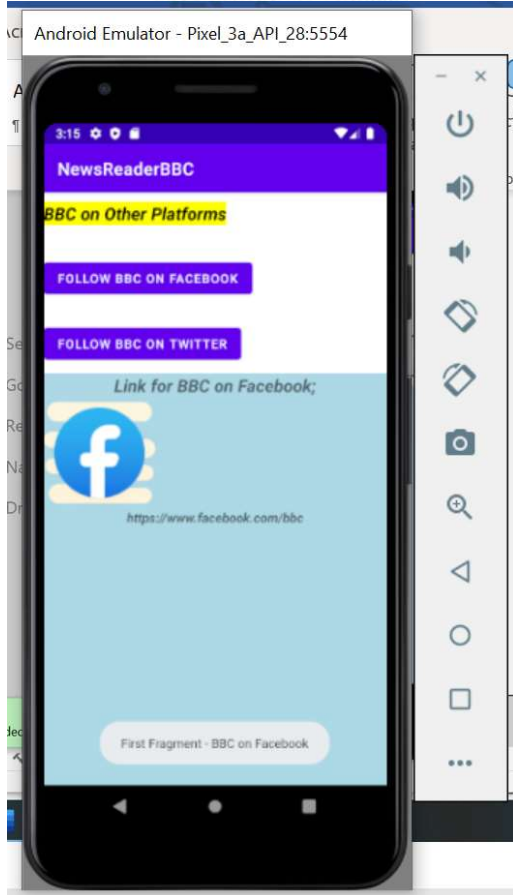 Android Emulator - Pixel_3a_API_28:5554
3:15
NewsReaderBBC
BBC on Other Platforms
FOLLOW BBC ON FACEBOOK
FOLLOW BBC ON TWITTER
Link for BBC on Facebook;
https://www.facebook.com/bbc
First Fragment - BBC on Facebook